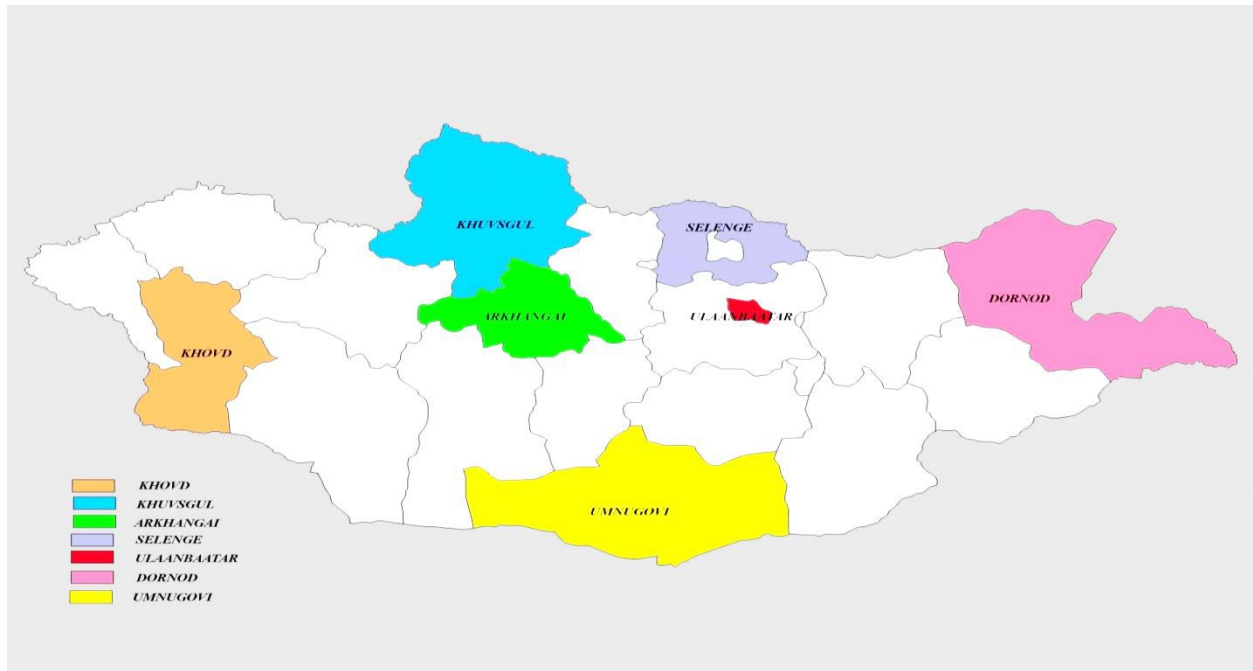 KHUVSGUL
SELENGE
DORNOD
ARKHANGAI
ULAANBAATAR
KHOVD
UMNUGOVI
KHOVD
KHUVSGUL
ARKHANGAI
SELENGE
ULAANBAATAR
DORNOD
UMNUGOVI